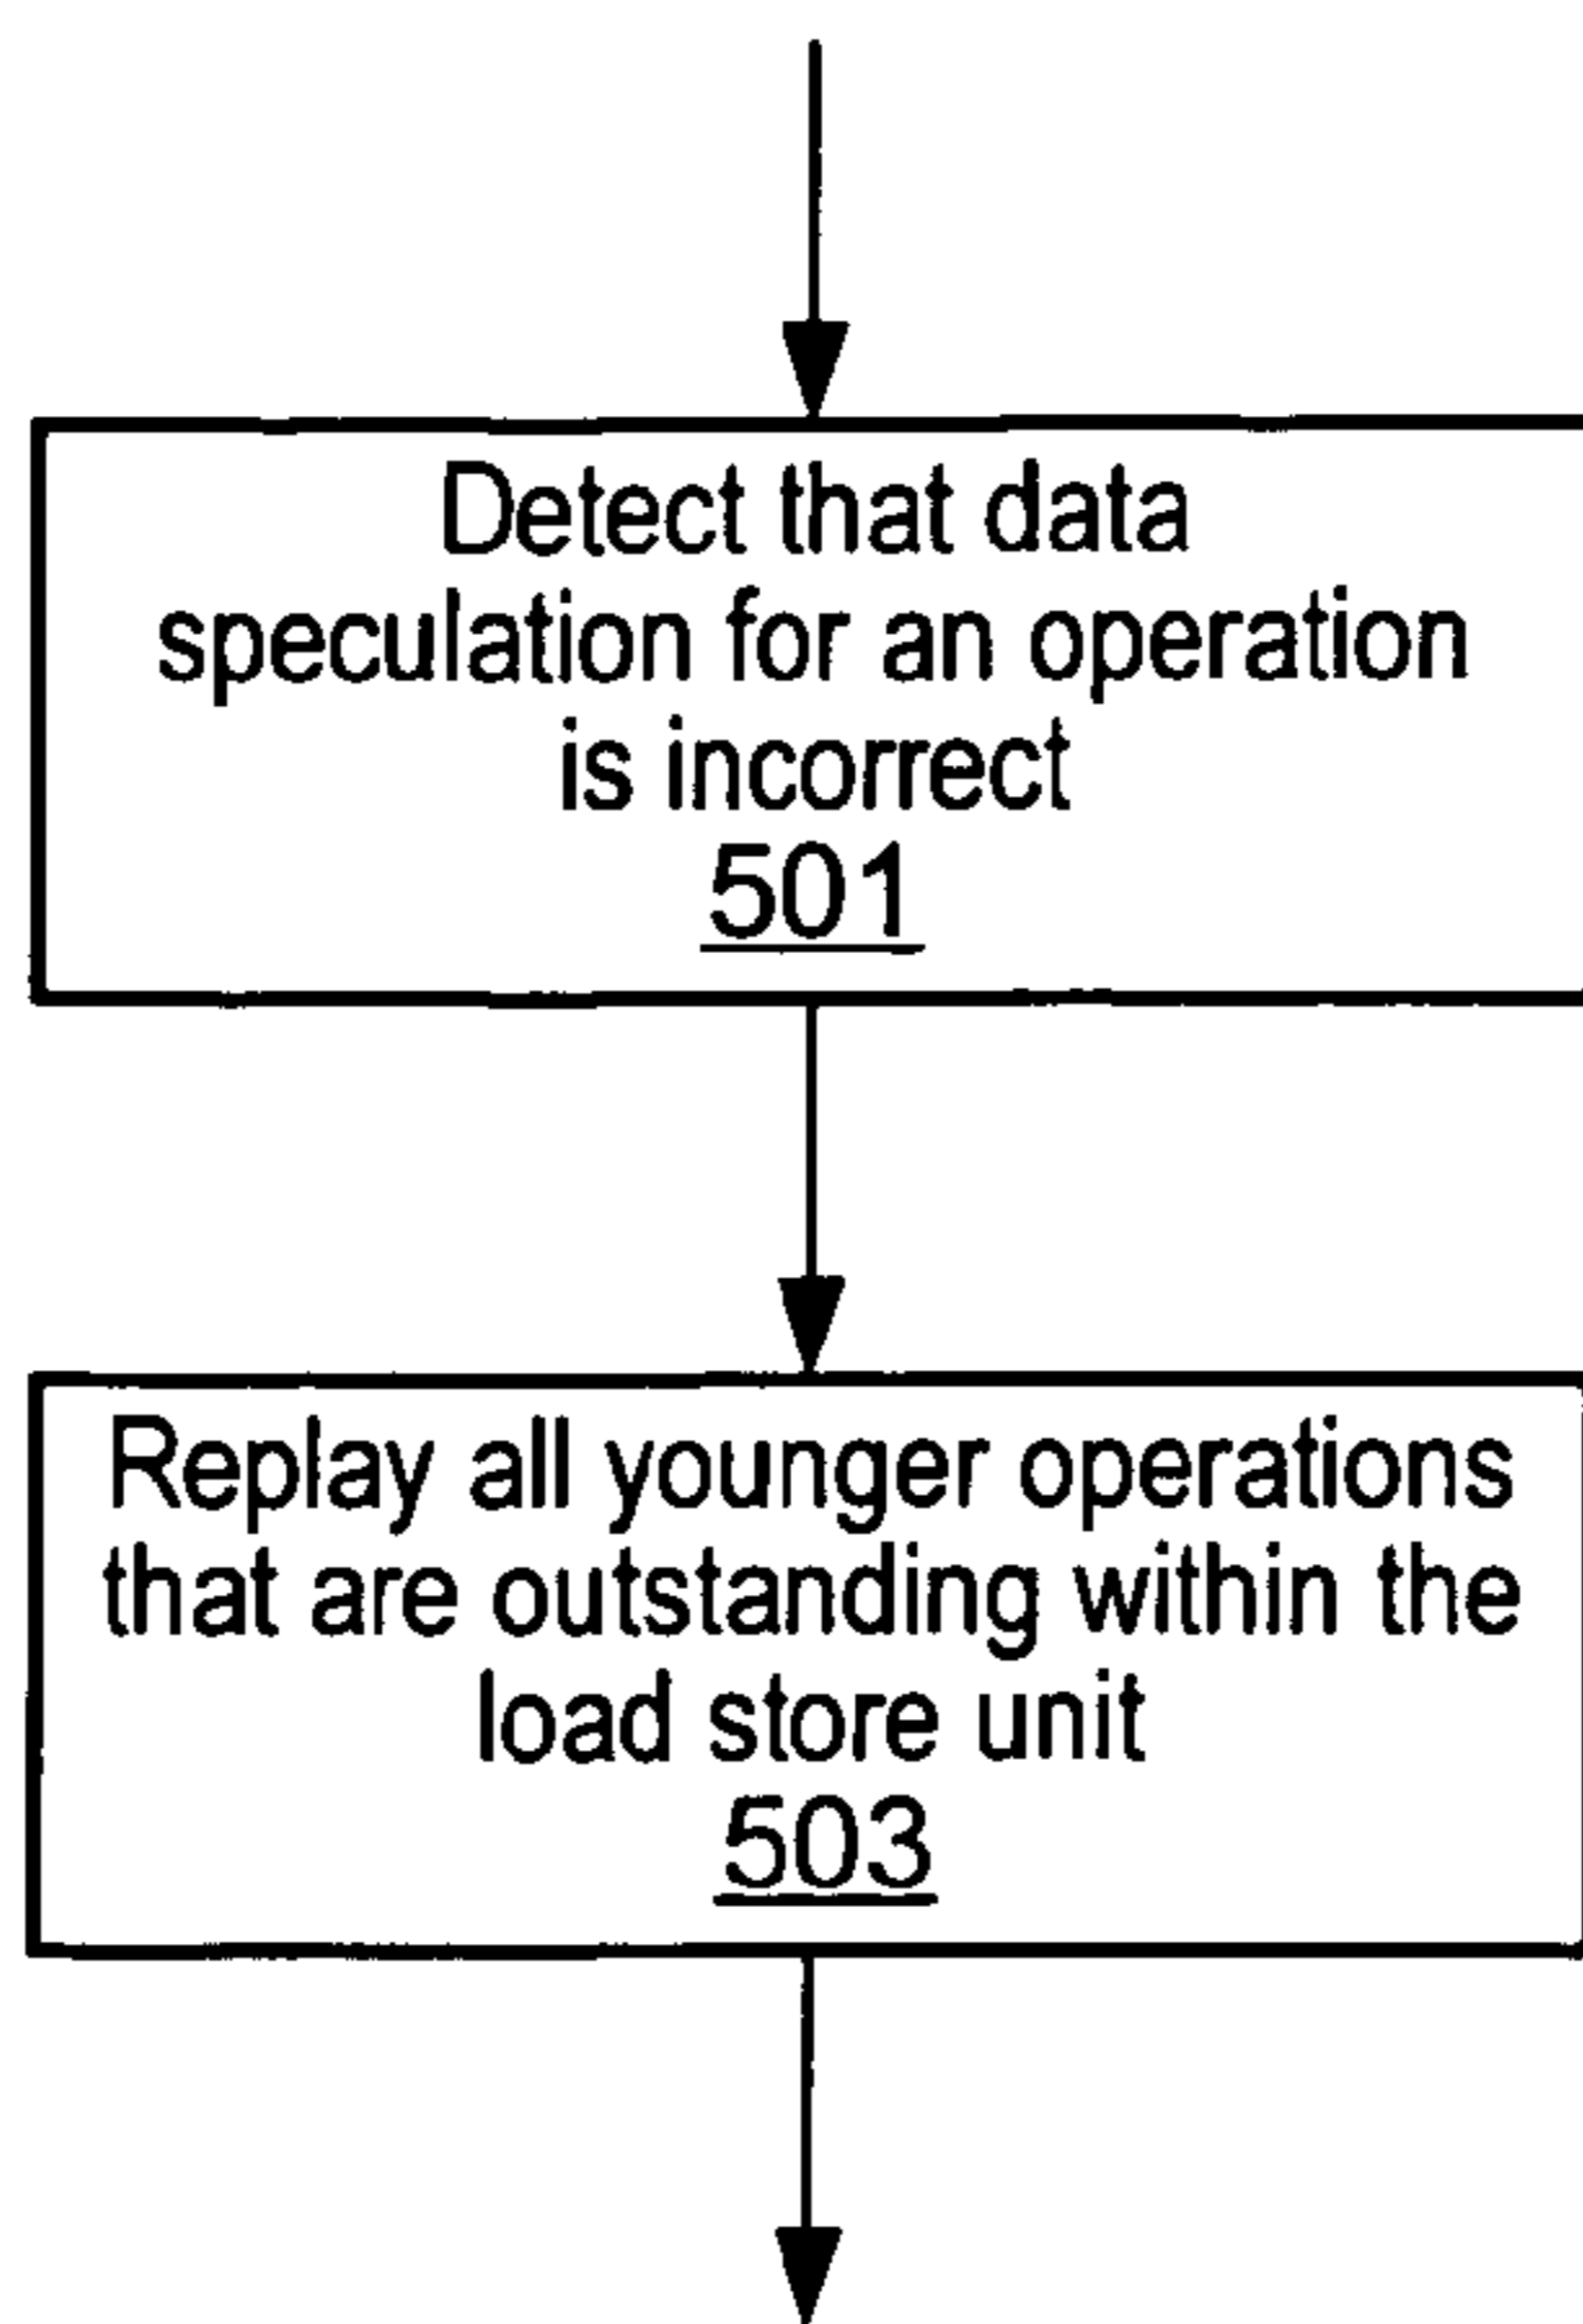 Detect that data
speculation for an operation
is incorrect
501
Replay all younger operations
that are outstanding within the
load store unit
503